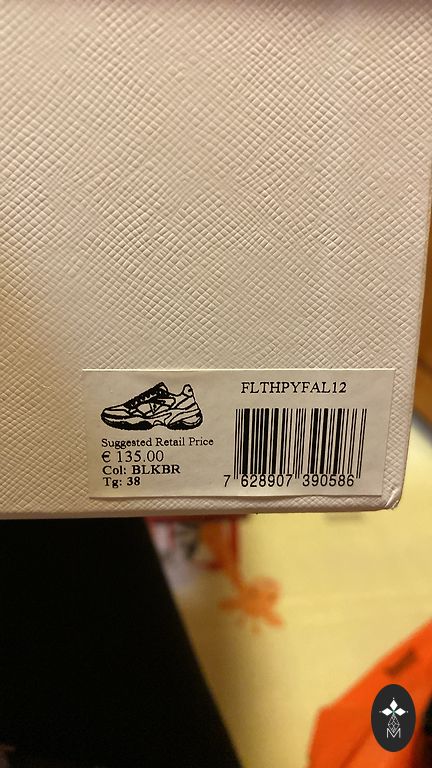 FLTHPYFAL12
Suggested Retail Price
€ 135.00
Col: BLKBR
Tg: 38
7 628907 390586
M